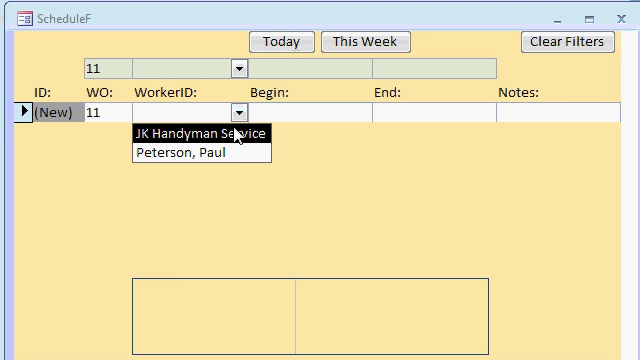 ScheduleF
Today This Week Clear Filters
11
ID: WO: WorkerID: Begin: End: Notes:
(New) 11
JK Handyman Service
Peterson, Paul